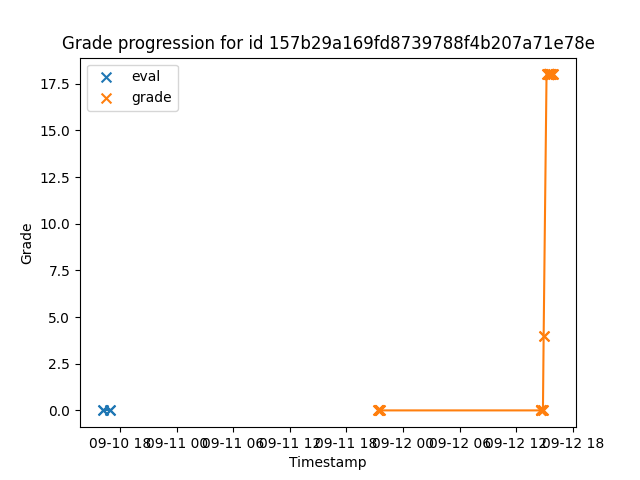 Grade progression for id 157b29a169fd8739788f4b207a71e78e
eval
grade
17.5
15.0
12.5
10.0
7.5
5.0
2.5
0.0
Grade
09-10 18 09-11 00 09-11 06 09-11 12 09-11 18 09-12 00 09-12 06 09-12 12 09-12 18
Timestamp